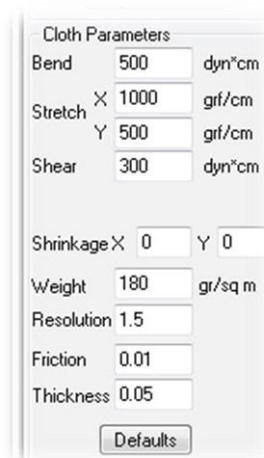 Cloth Parameters
Bend 500 dyn*cm
Stretch X 1000 grf/cm
Y 500 grf/cm
Shear 300 dyn*cm
Shrinkage X 0 Y 0
Weight 180 gr/sq m
Resolution 1.5
Friction 0.01
Thickness 0.05
Defaults